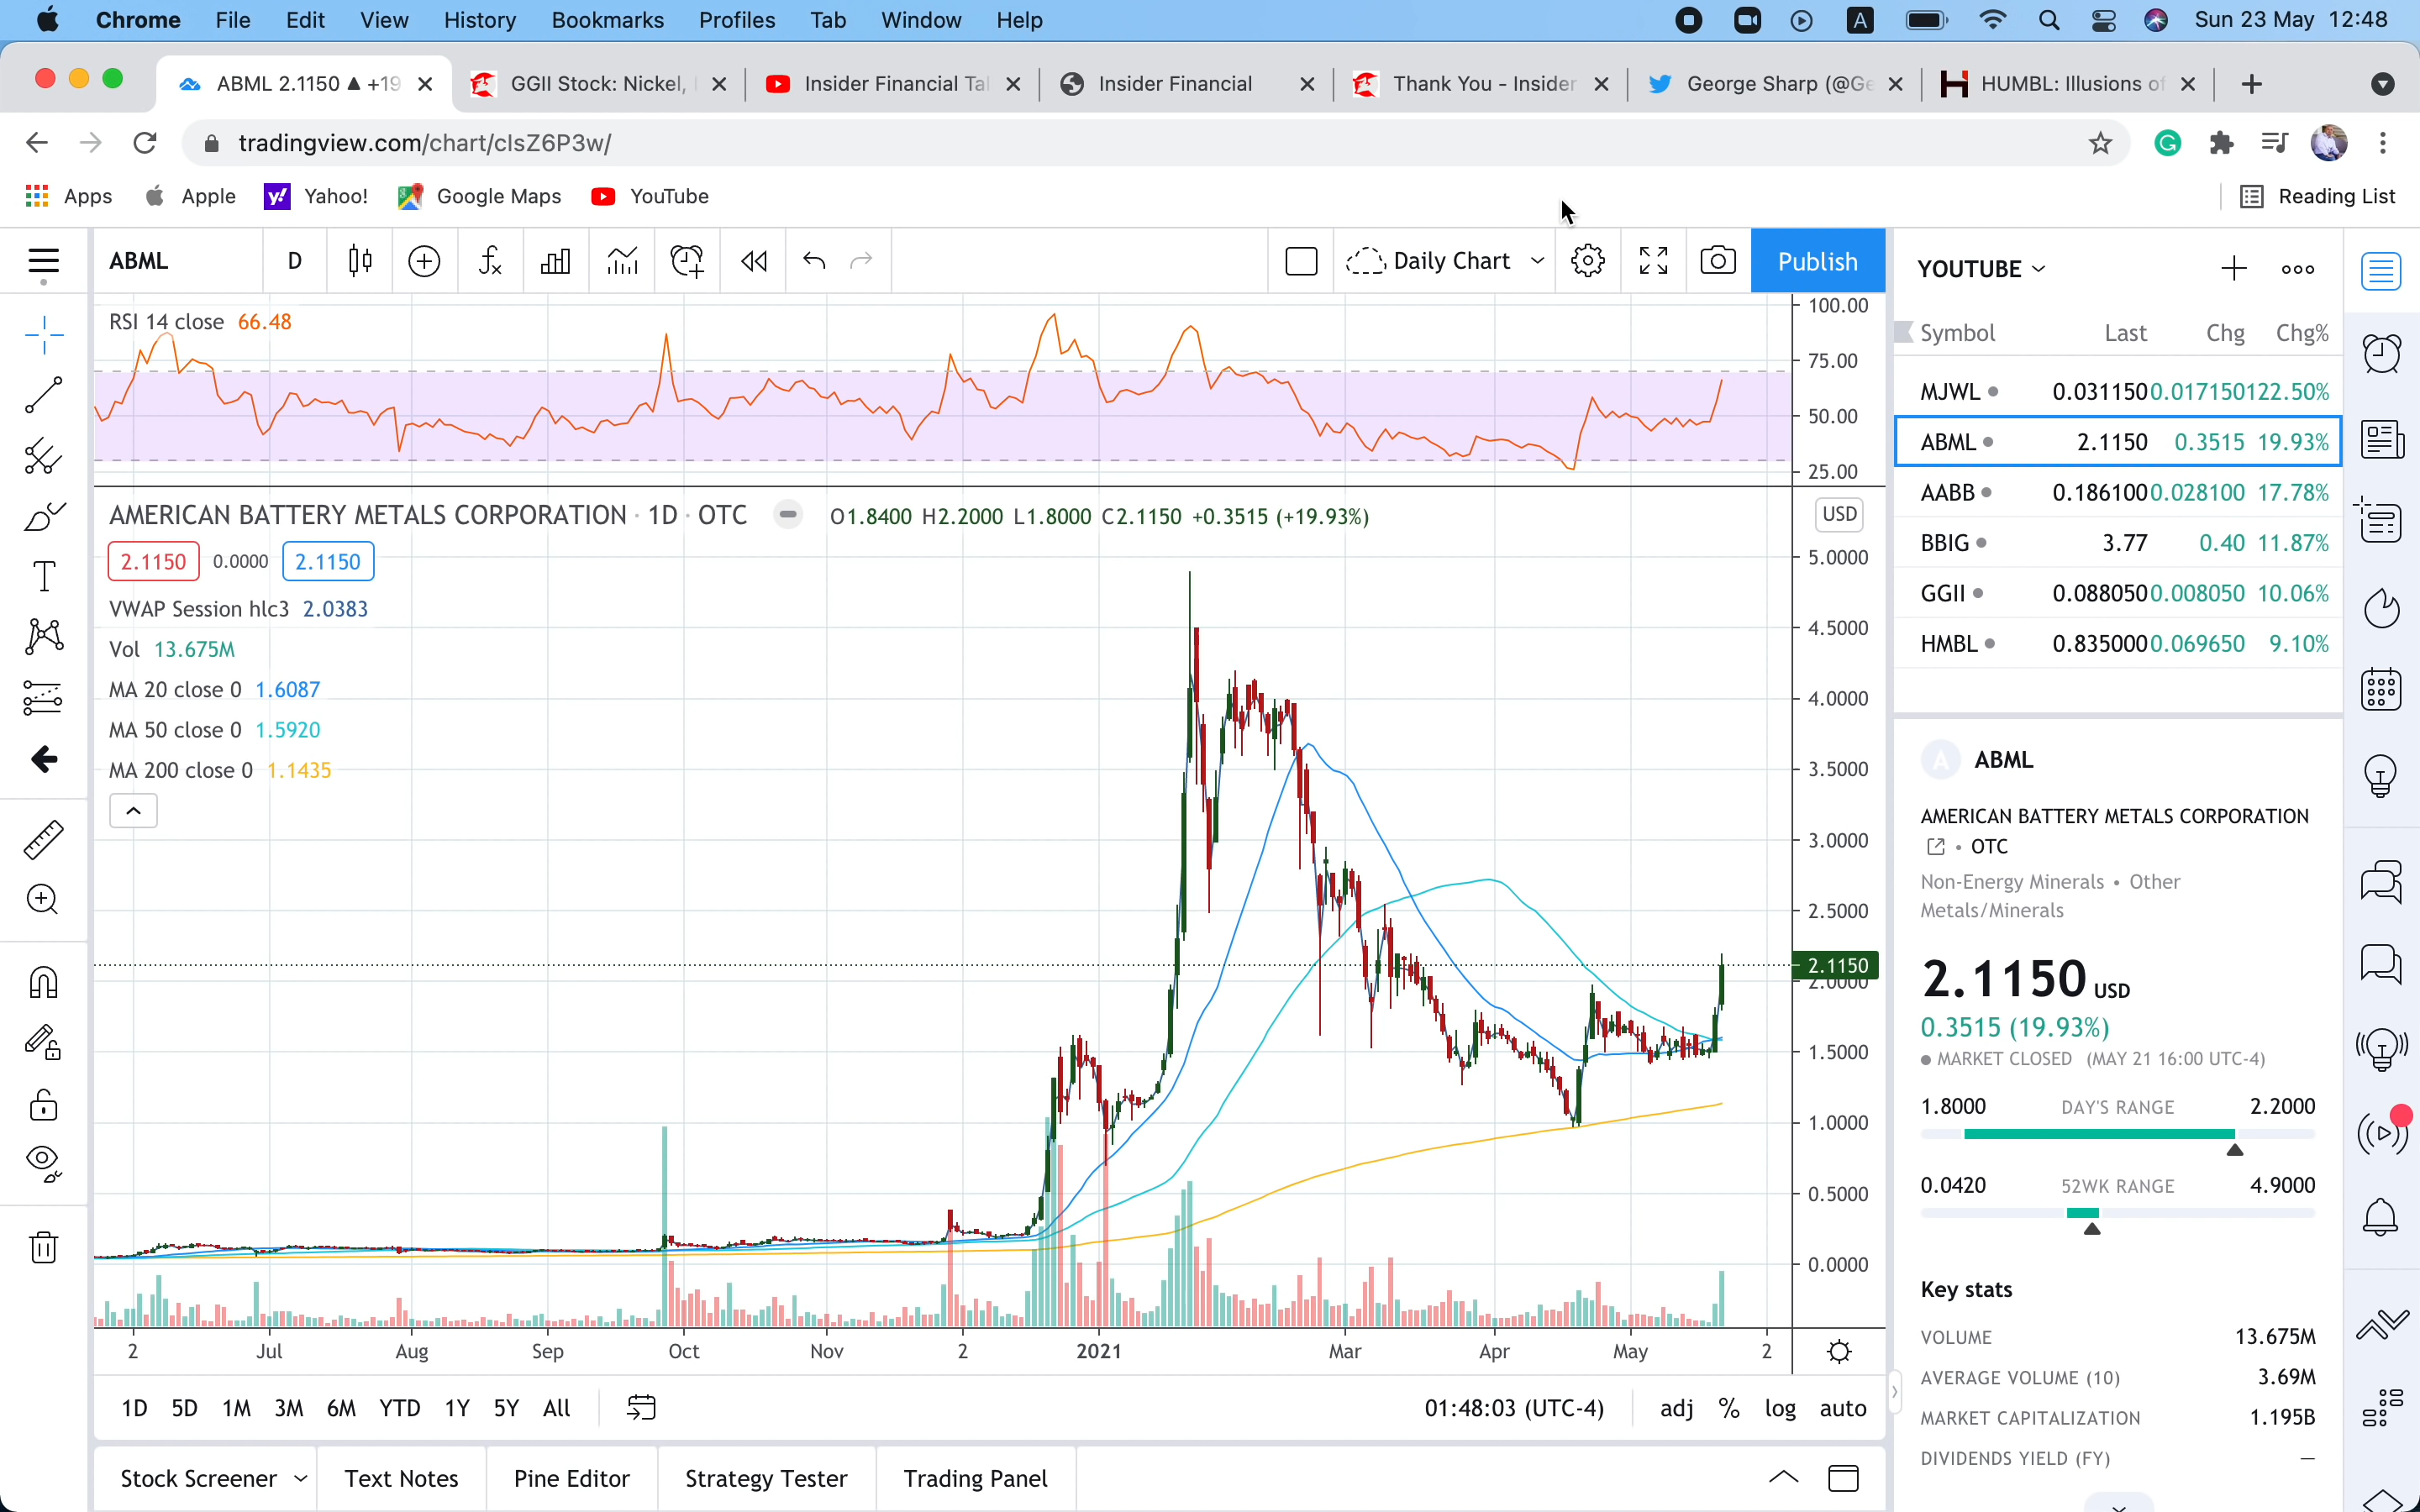 Chrome File Edit View History Bookmarks Profiles Tab Window Help A Sun 23 May 12:48
ABML 2.1150 ▲ +19 GGII Stock: Nickel, Insider Financial Tal Insider Financial Thank You - Insider George Sharp (@Ge HUMBL: Illusions of
tradingview.com/chart/clsZ6P3w/
Apps Apple Yahoo! Google Maps YouTube Reading List
ABML D Daily Chart Publish
RSI 14 close 66.48
100.00
75.00
50.00
25.00
AMERICAN BATTERY METALS CORPORATION · 1D · OTC O1.8400 H2.2000 L1.8000 C2.1150 +0.3515 (+19.93%)
USD
2.1150 0.0000 2.1150
VWAP Session hlc3 2.0383
Vol 13.675M
MA 20 close 0 1.6087
MA 50 close 0 1.5920
MA 200 close 0 1.1435
5.0000
4.5000
4.0000
3.5000
3.0000
2.5000
2.1150
2.0000
1.5000
1.0000
0.5000
0.0000
2 Jul Aug Sep Oct Nov 2 2021 Mar Apr May 2
1D 5D 1M 3M 6M YTD 1Y 5Y All 01:48:03 (UTC-4) adj % log auto
Stock Screener Text Notes Pine Editor Strategy Tester Trading Panel
YOUTUBE
Symbol Last Chg Chg%
MJWL 0.031150 0.017150 122.50%
ABML 2.1150 0.3515 19.93%
AABB 0.186100 0.028100 17.78%
BBIG 3.77 0.40 11.87%
GGII 0.088050 0.008050 10.06%
HMBL 0.835000 0.069650 9.10%
A ABML
AMERICAN BATTERY METALS CORPORATION
• OTC
Non-Energy Minerals • Other
Metals/Minerals
2.1150 USD
0.3515 (19.93%)
MARKET CLOSED (MAY 21 16:00 UTC-4)
1.8000 DAY'S RANGE 2.2000
0.0420 52WK RANGE 4.9000
Key stats
VOLUME 13.675M
AVERAGE VOLUME (10) 3.69M
MARKET CAPITALIZATION 1.195B
DIVIDENDS YIELD (FY) —